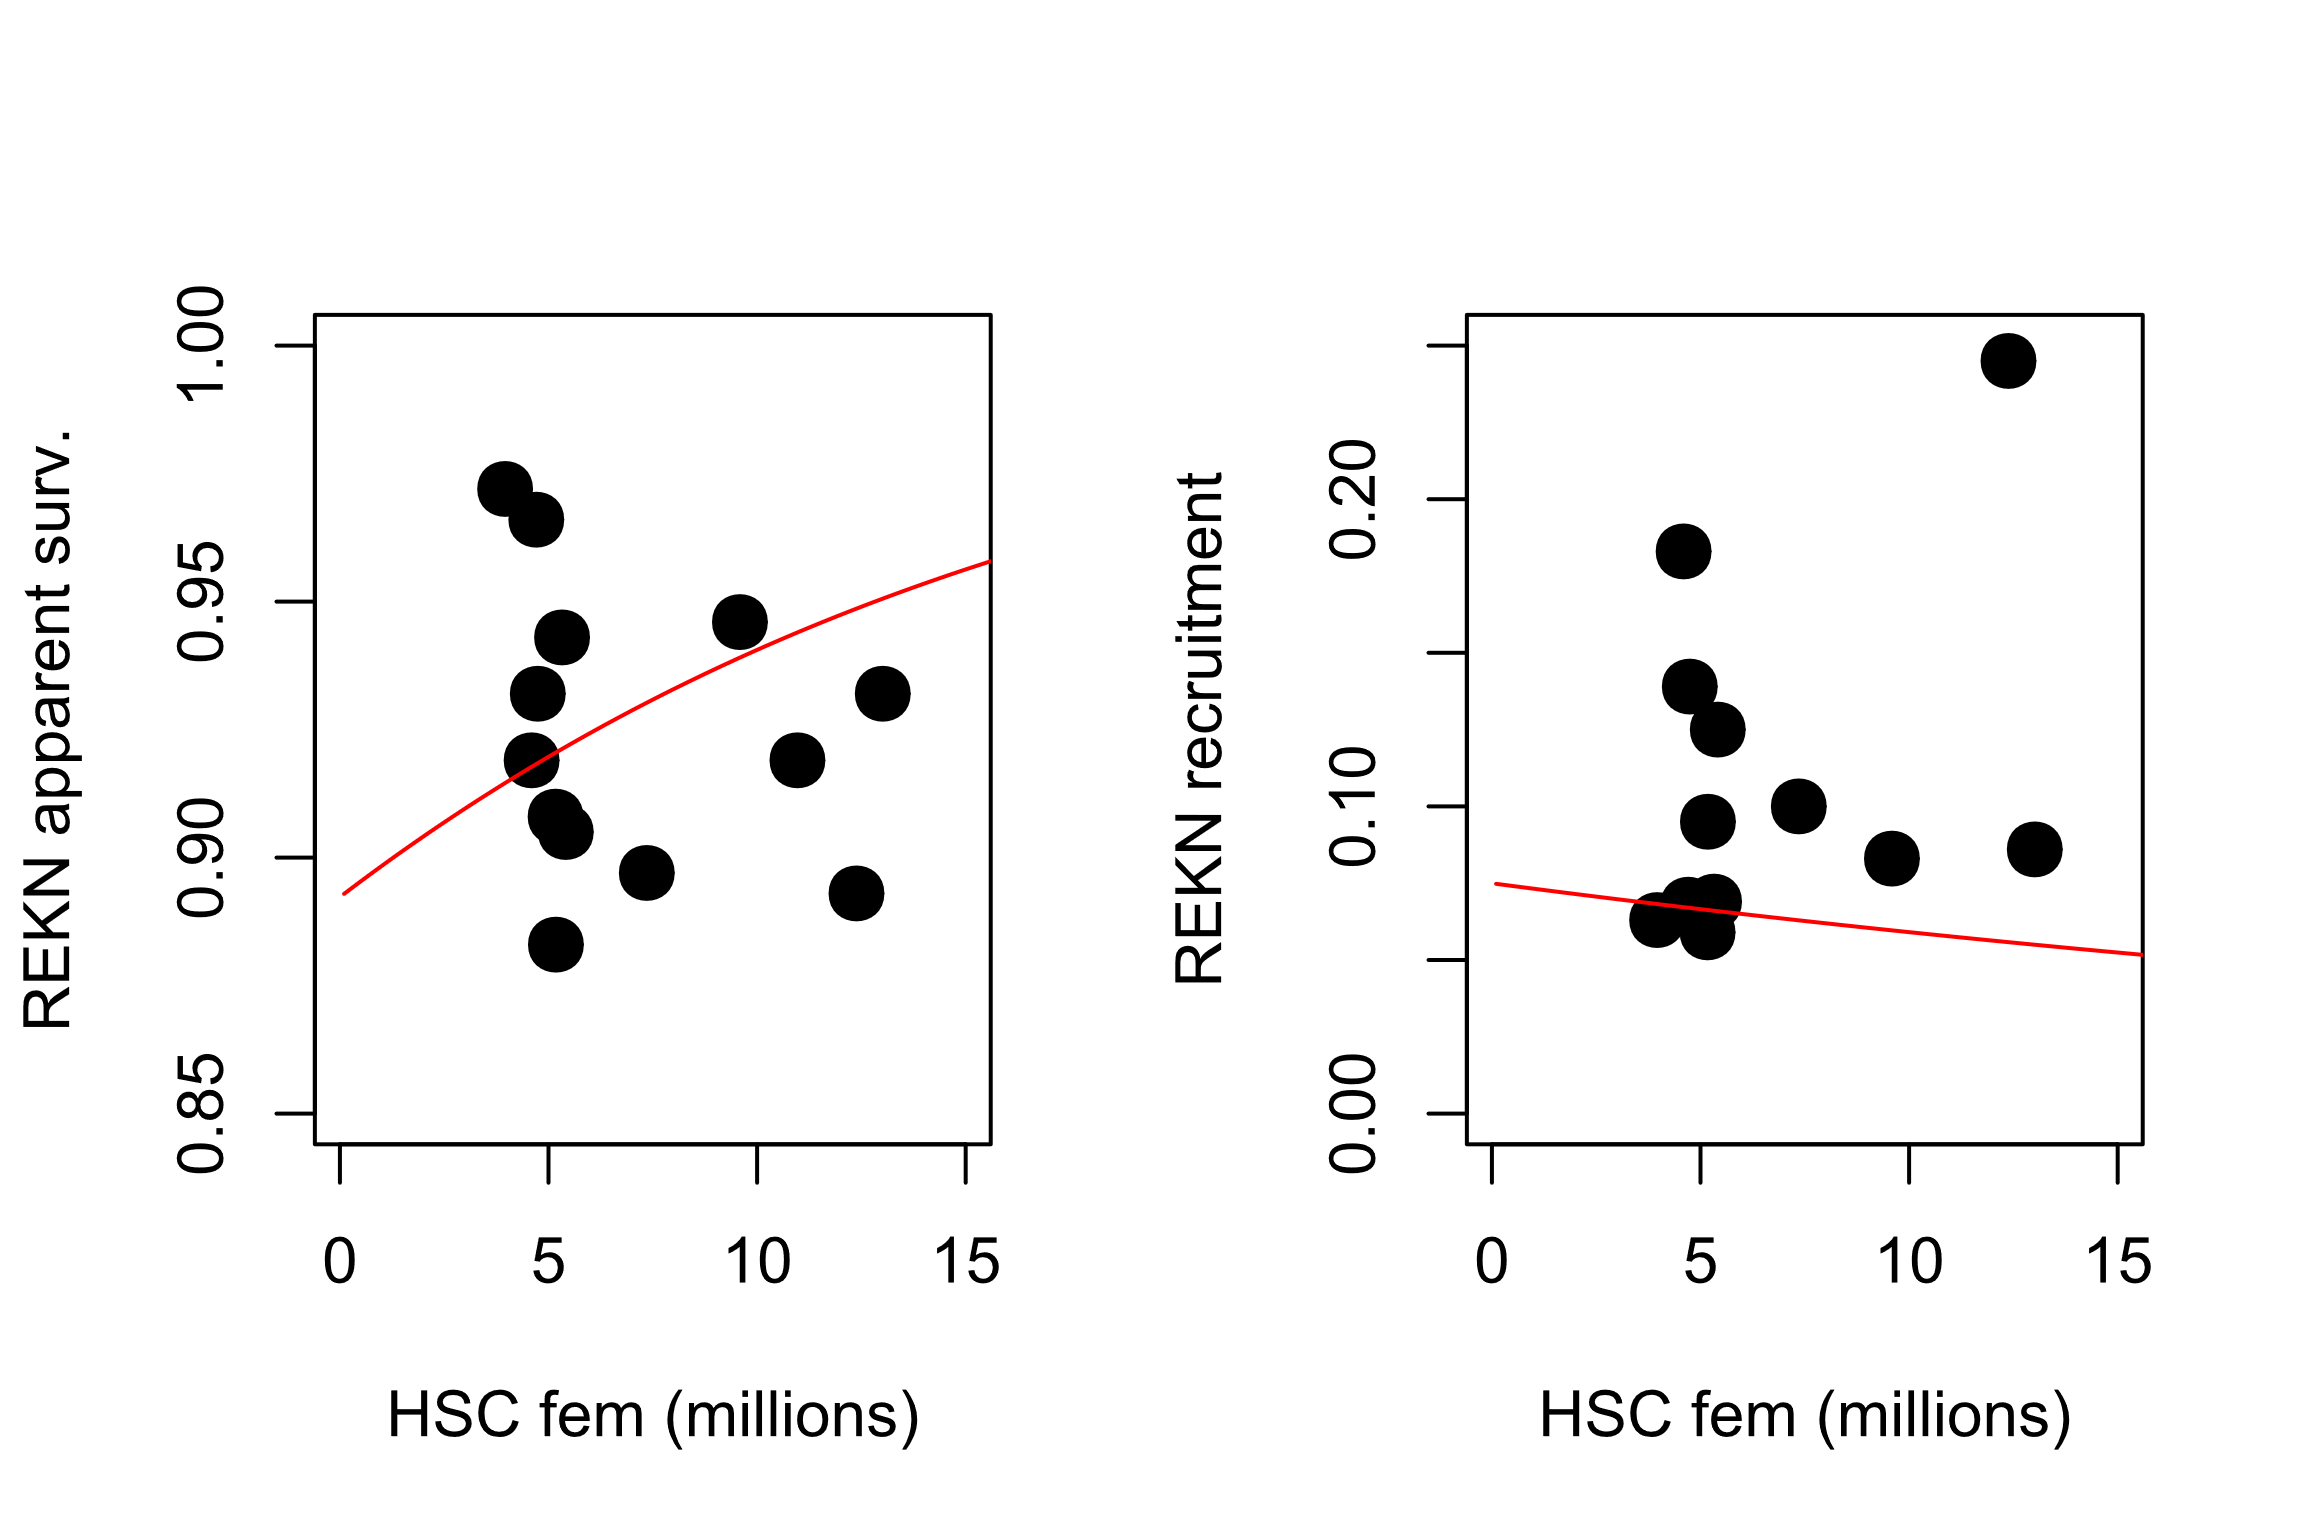 REKN apparent surv.
1.00
0.95
0.90
0.85
0 5 10 15
HSC fem (millions)
REKN recruitment
0.20
0.10
0.00
0 5 10 15
HSC fem (millions)